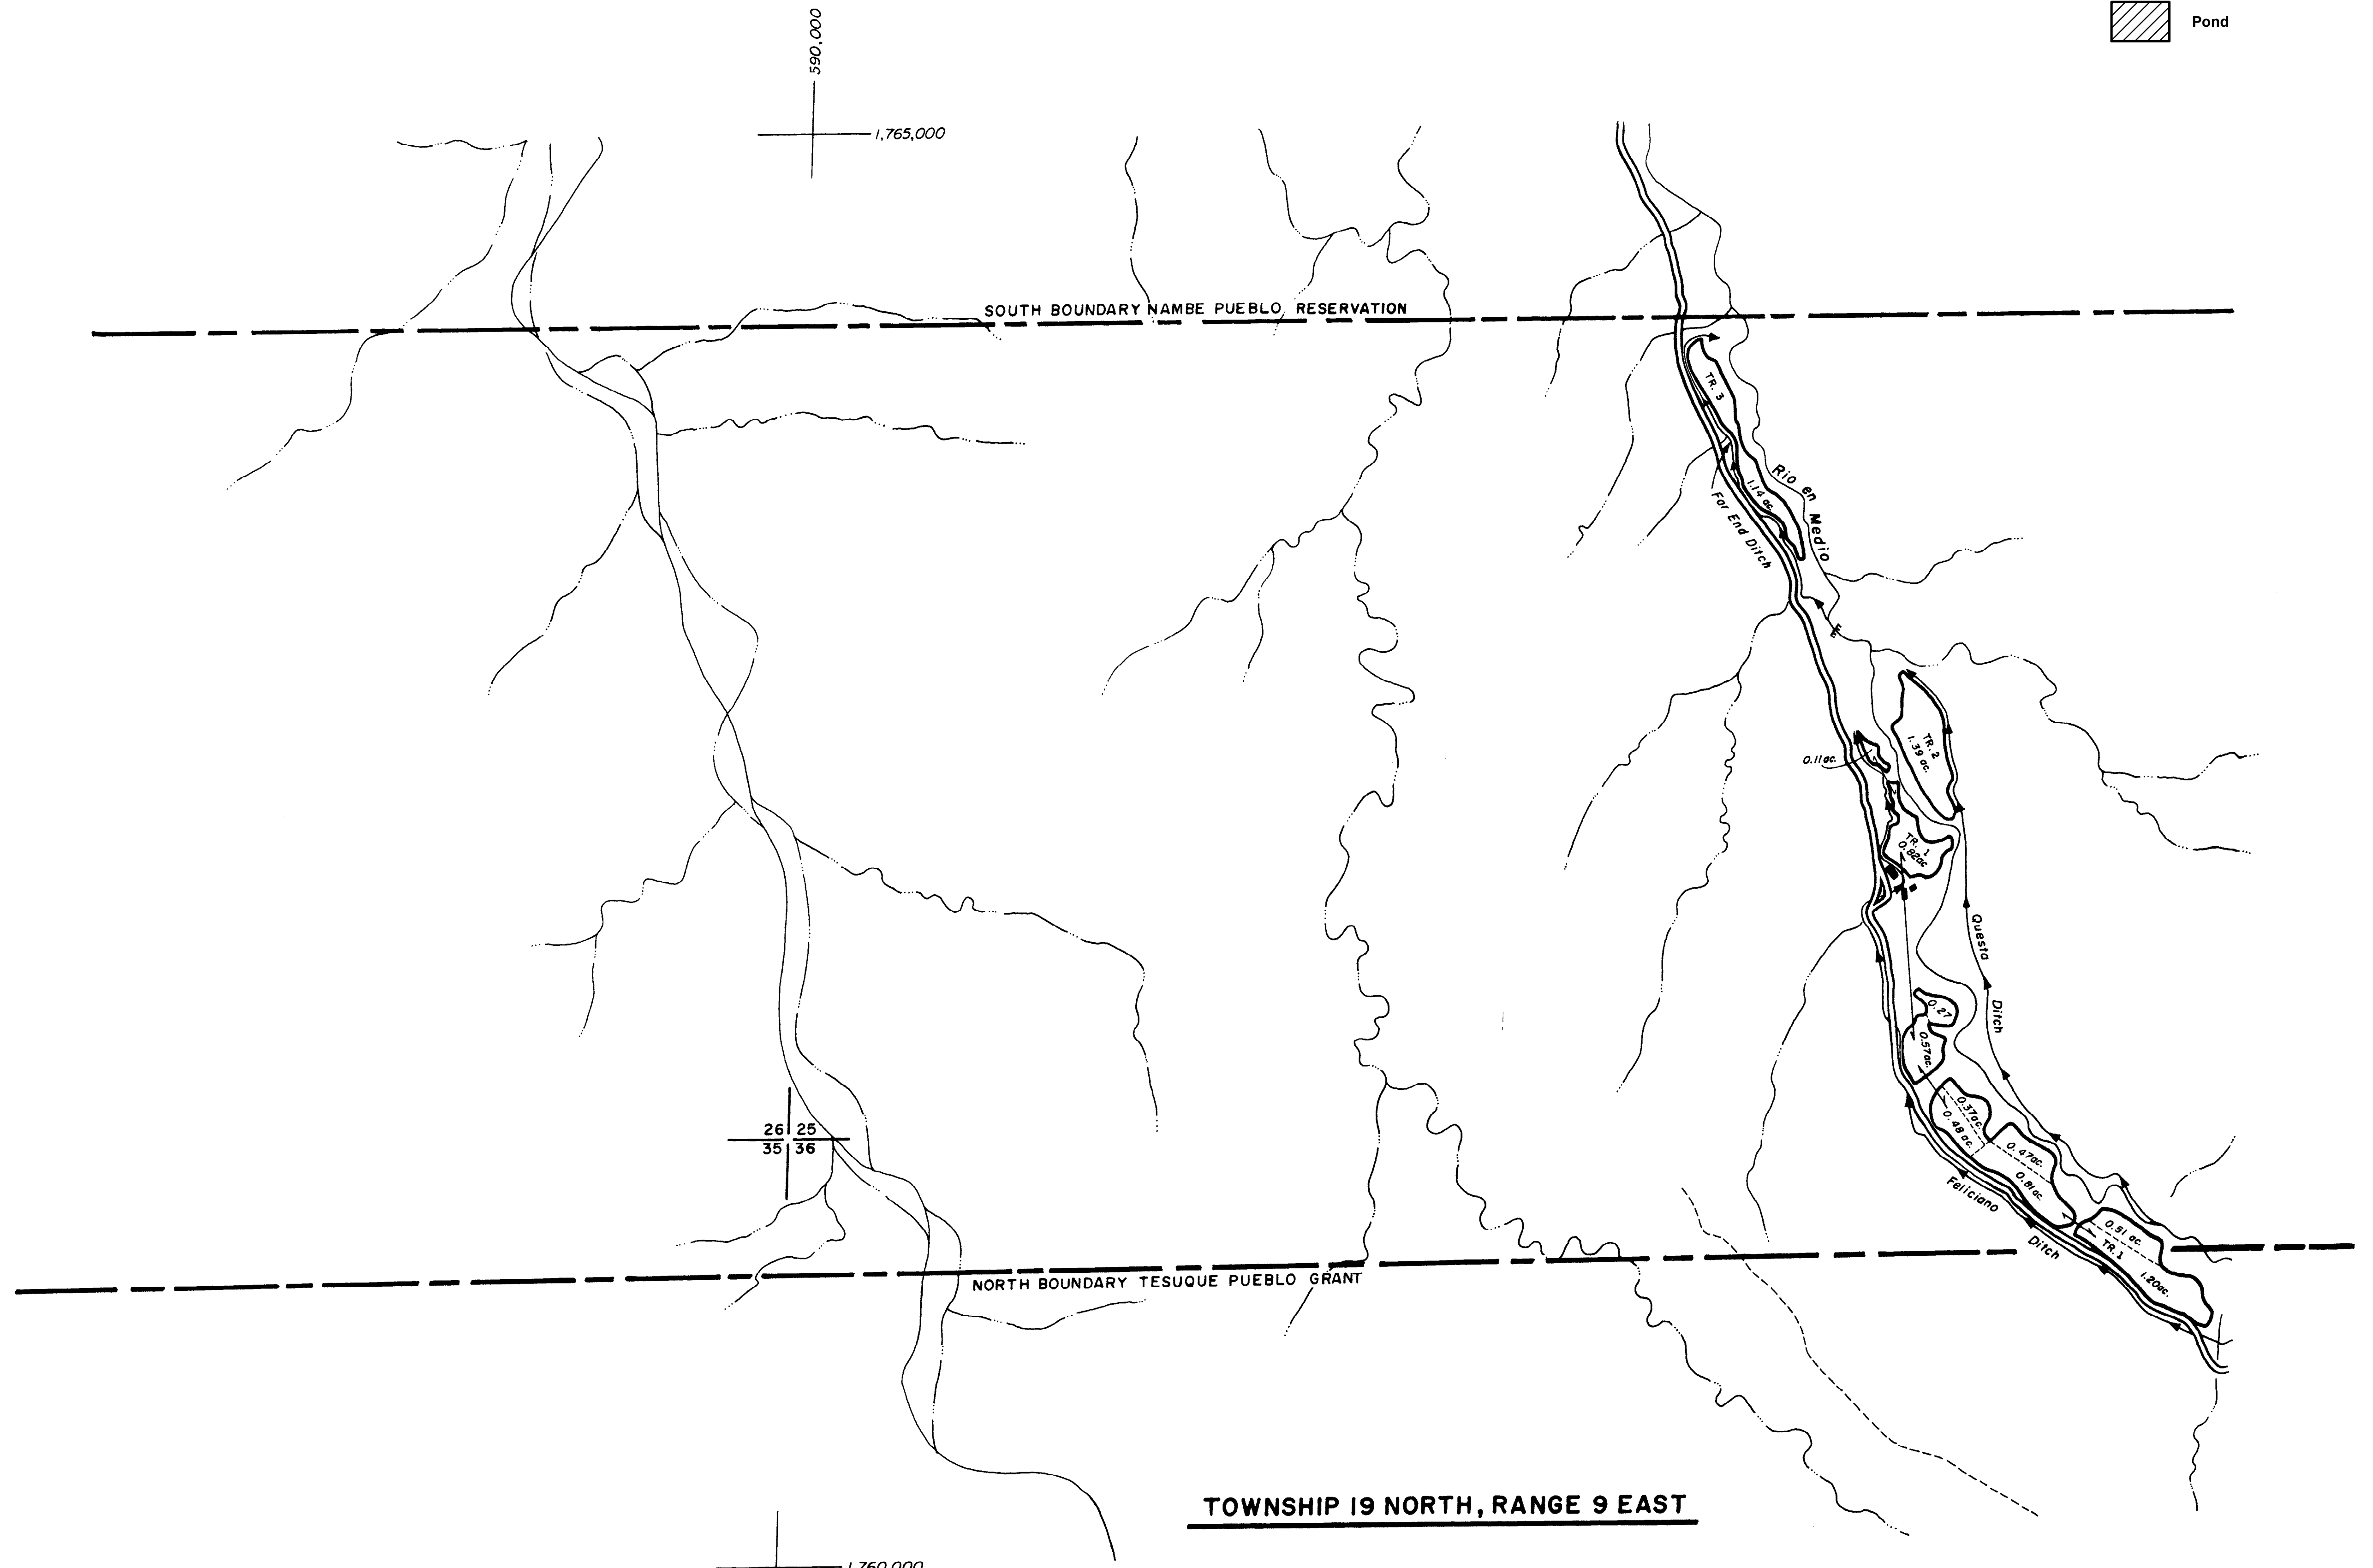 Pond
590,000
1,765,000
SOUTH BOUNDARY NAMBE PUEBLO RESERVATION
TR. 3
Rio en Medio
1.14 ac.
Far End Ditch
TR. 2
1.39 ac.
0.11 ac.
TR. 1
0.82 ac
Questa Ditch
0.27
0.57 ac.
0.37 ac.
0.48 ac.
0.47 ac.
0.81 ac.
26 25
35 36
Feliciano Ditch
0.51 ac.
TR. 1
1.20 ac.
NORTH BOUNDARY TESUQUE PUEBLO GRANT
TOWNSHIP 19 NORTH, RANGE 9 EAST
1,760,000